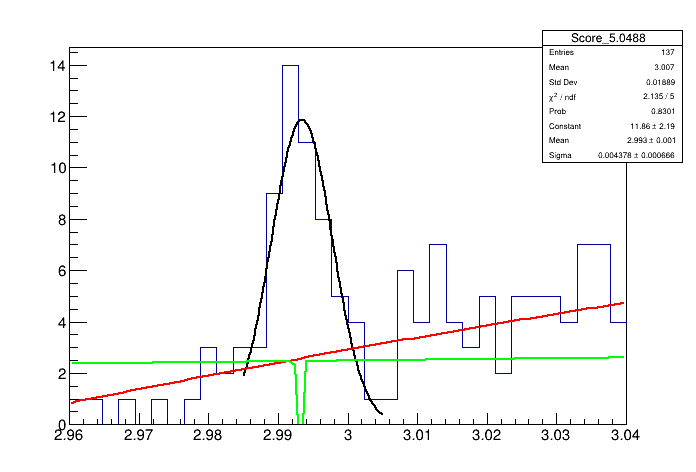 Score_5.0488
Entries 137
Mean 3.007
Std Dev 0.01889
χ² / ndf 2.135 / 5
Prob 0.8301
Constant 11.86 ± 2.19
Mean 2.993 ± 0.001
Sigma 0.004378 ± 0.000666
14
12
10
8
6
4
2
0
2.96 2.97 2.98 2.99 3 3.01 3.02 3.03 3.04